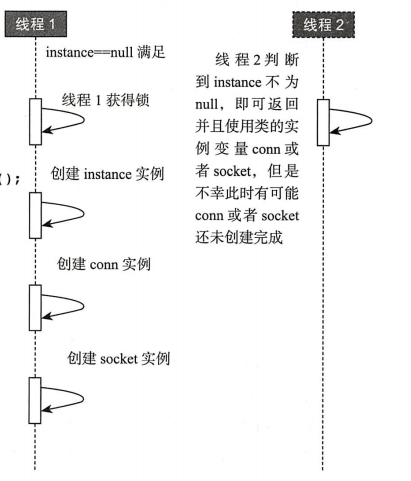 线程 1
线程 2
instance==null 满足
线程 1 获得锁
();
创建 instance 实例
创建 conn 实例
创建 socket 实例
线程 2 判断
到 instance 不为
null，即可返回
并且使用类的实
例变量 conn 或
者 socket，但是
不幸此时有可能
conn 或者 socket
还未创建完成